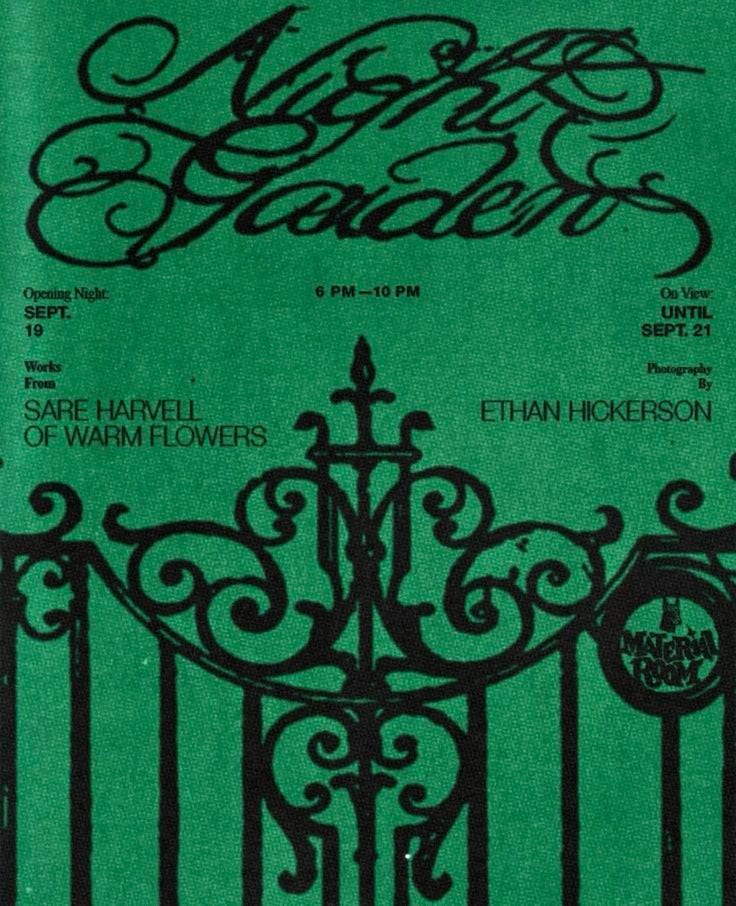 Night
Garden
Opening Night:
SEPT.
19
6 PM—10 PM
On View:
UNTIL
SEPT. 21
Works
From
SARE HARVELL
OF WARM FLOWERS
Photography
By
ETHAN HICKERSON
MATERIAL
ROOM